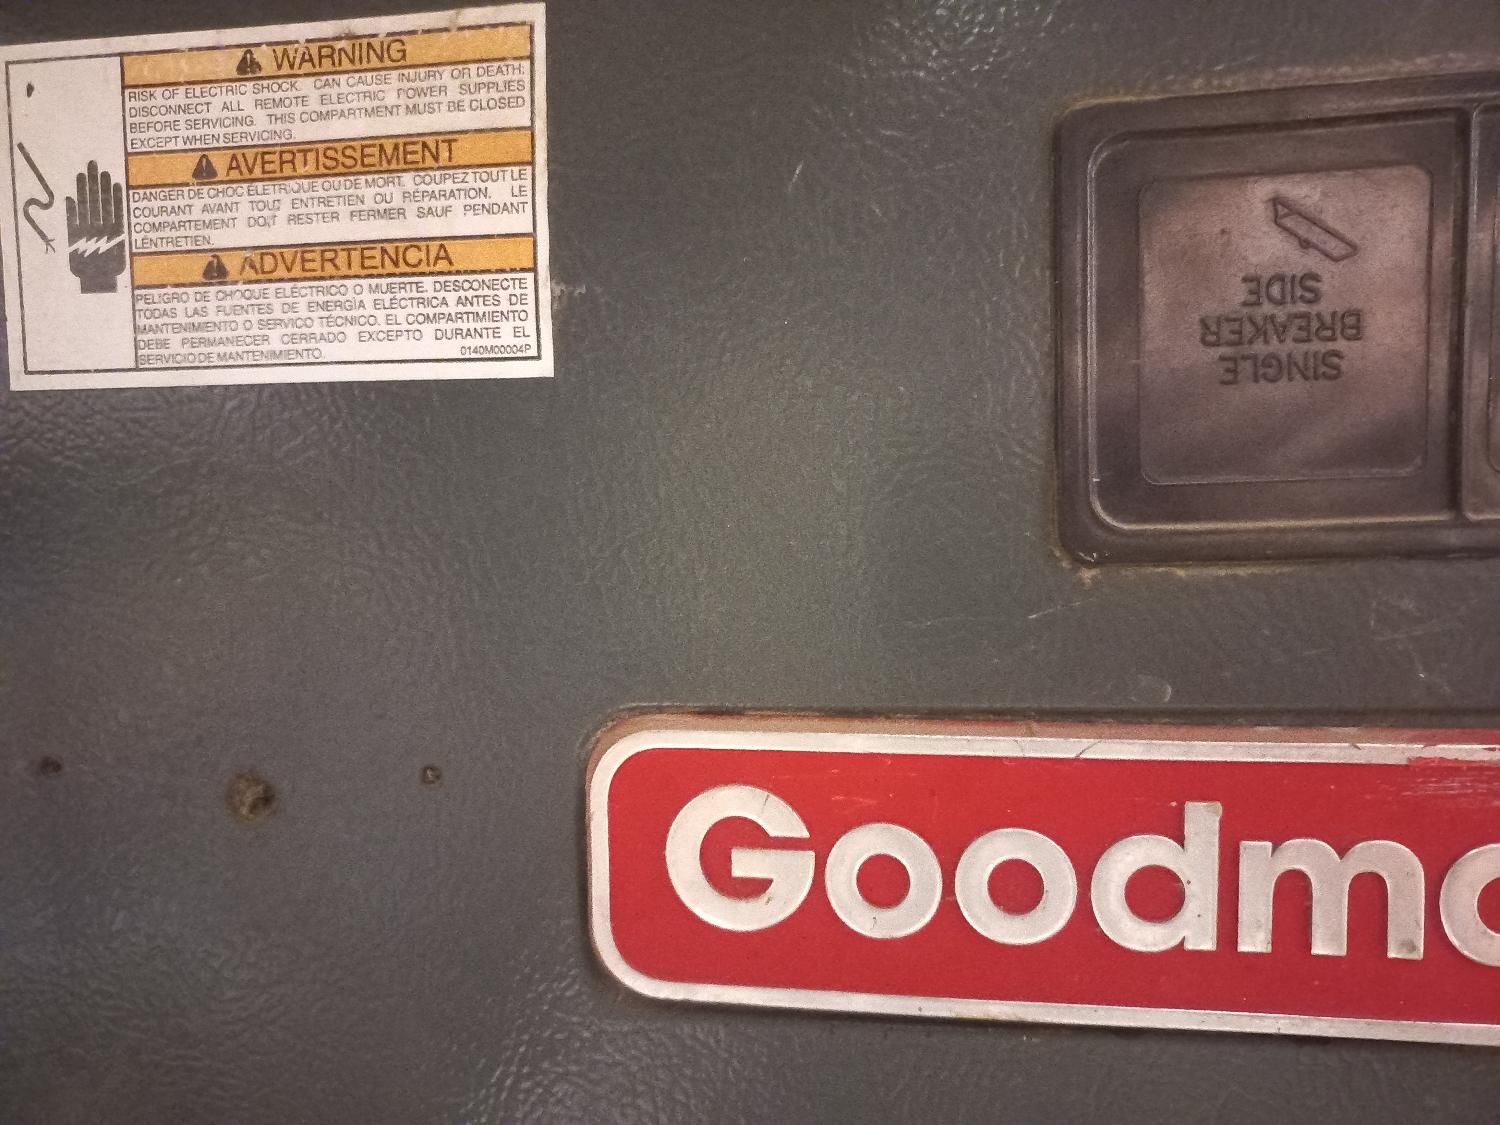 WARNING
RISK OF ELECTRIC SHOCK. CAN CAUSE INJURY OR DEATH:
DISCONNECT ALL REMOTE ELECTRIC POWER SUPPLIES
BEFORE SERVICING. THIS COMPARTMENT MUST BE CLOSED
EXCEPT WHEN SERVICING.
AVERTISSEMENT
DANGER DE CHOC ÉLETRIQUE OU DE MORT. COUPEZ TOUT LE
COURANT AVANT TOUT ENTRETIEN OU RÉPARATION. LE
COMPARTEMENT DOIT RESTER FERMER SAUF PENDANT
LÉNTRETIEN.
ADVERTENCIA
PELIGRO DE CHOQUE ELÉCTRICO O MUERTE. DESCONECTE
TODAS LAS FUENTES DE ENERGÍA ELÉCTRICA ANTES DE
MANTENIMIENTO O SERVICO TÉCNICO. EL COMPARTIMIENTO
DEBE PERMANECER CERRADO EXCEPTO DURANTE EL
SERVICIO DE MANTENIMIENTO.
0140M00004P
SINGLE
BREAKER
SIDE
Goodma